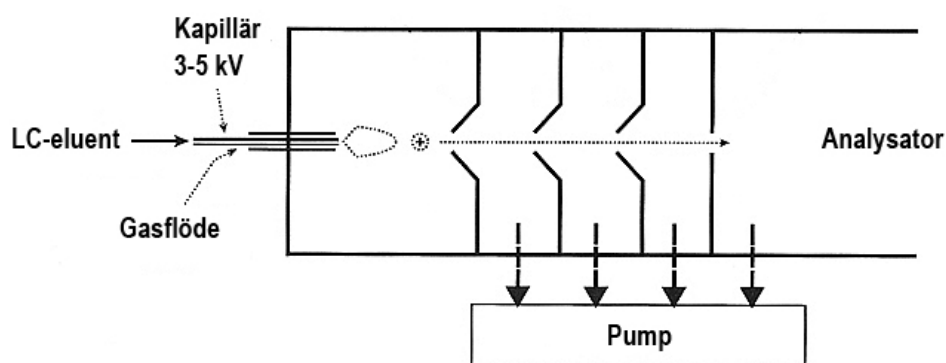 Kapillär
3-5 kV
LC-eluent
Gasflöde
Analysator
Pump